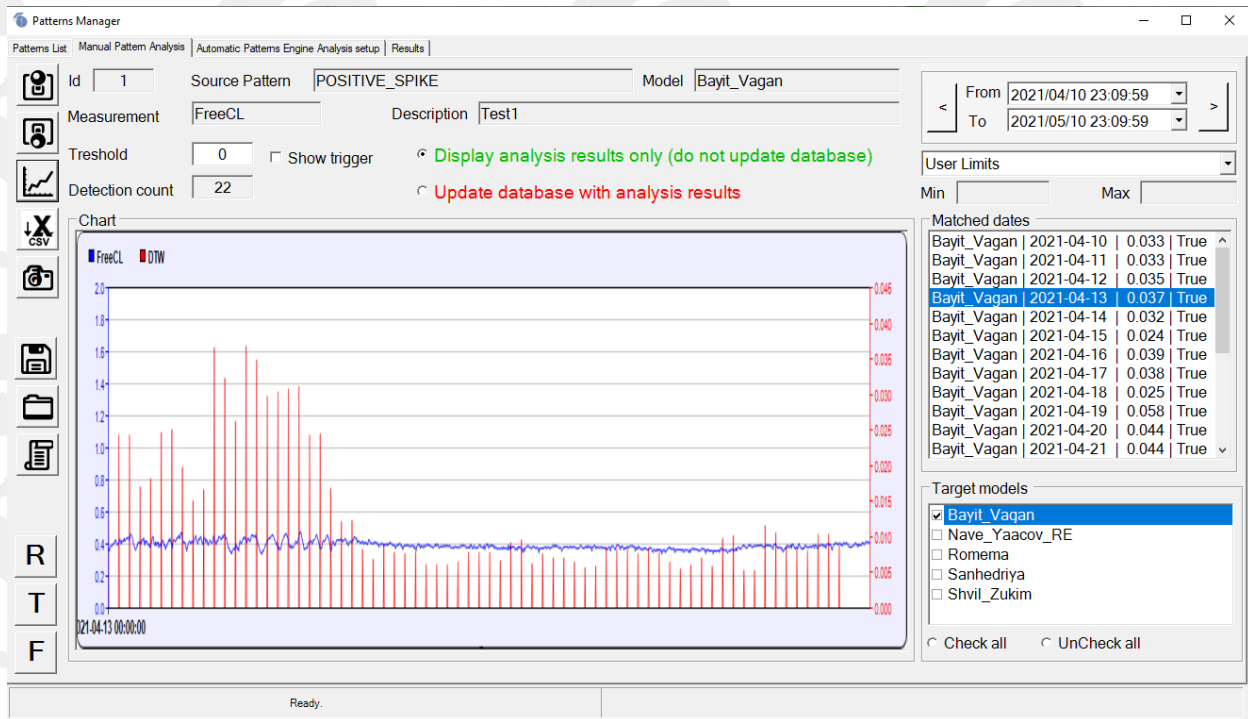 Patterns Manager
Patterns List Manual Pattern Analysis Automatic Patterns Engine Analysis setup Results
Id 1 Source Pattern POSITIVE_SPIKE Model Bayit_Vagan
Measurement FreeCL Description Test1
Treshold 0 Show trigger Display analysis results only (do not update database)
Detection count 22 Update database with analysis results
< From 2021/04/10 23:09:59 >
To 2021/05/10 23:09:59
User Limits
Min Max
CSV
R
T
F
Chart
FreeCL DTW
2.0 0.045
1.8 0.040
1.6 0.035
1.4 0.030
1.2 0.025
1.0 0.020
0.8 0.015
0.6 0.010
0.4 0.005
0.2 0.000
0.0
021-04-13 00:00:00
Matched dates
Bayit_Vagan | 2021-04-10 | 0.033 | True
Bayit_Vagan | 2021-04-11 | 0.033 | True
Bayit_Vagan | 2021-04-12 | 0.035 | True
Bayit_Vagan | 2021-04-13 | 0.037 | True
Bayit_Vagan | 2021-04-14 | 0.032 | True
Bayit_Vagan | 2021-04-15 | 0.024 | True
Bayit_Vagan | 2021-04-16 | 0.039 | True
Bayit_Vagan | 2021-04-17 | 0.038 | True
Bayit_Vagan | 2021-04-18 | 0.025 | True
Bayit_Vagan | 2021-04-19 | 0.058 | True
Bayit_Vagan | 2021-04-20 | 0.044 | True
Bayit_Vagan | 2021-04-21 | 0.044 | True
Target models
Bayit_Vagan
Nave_Yaacov_RE
Romema
Sanhedriya
Shvil_Zukim
Check all UnCheck all
Ready.